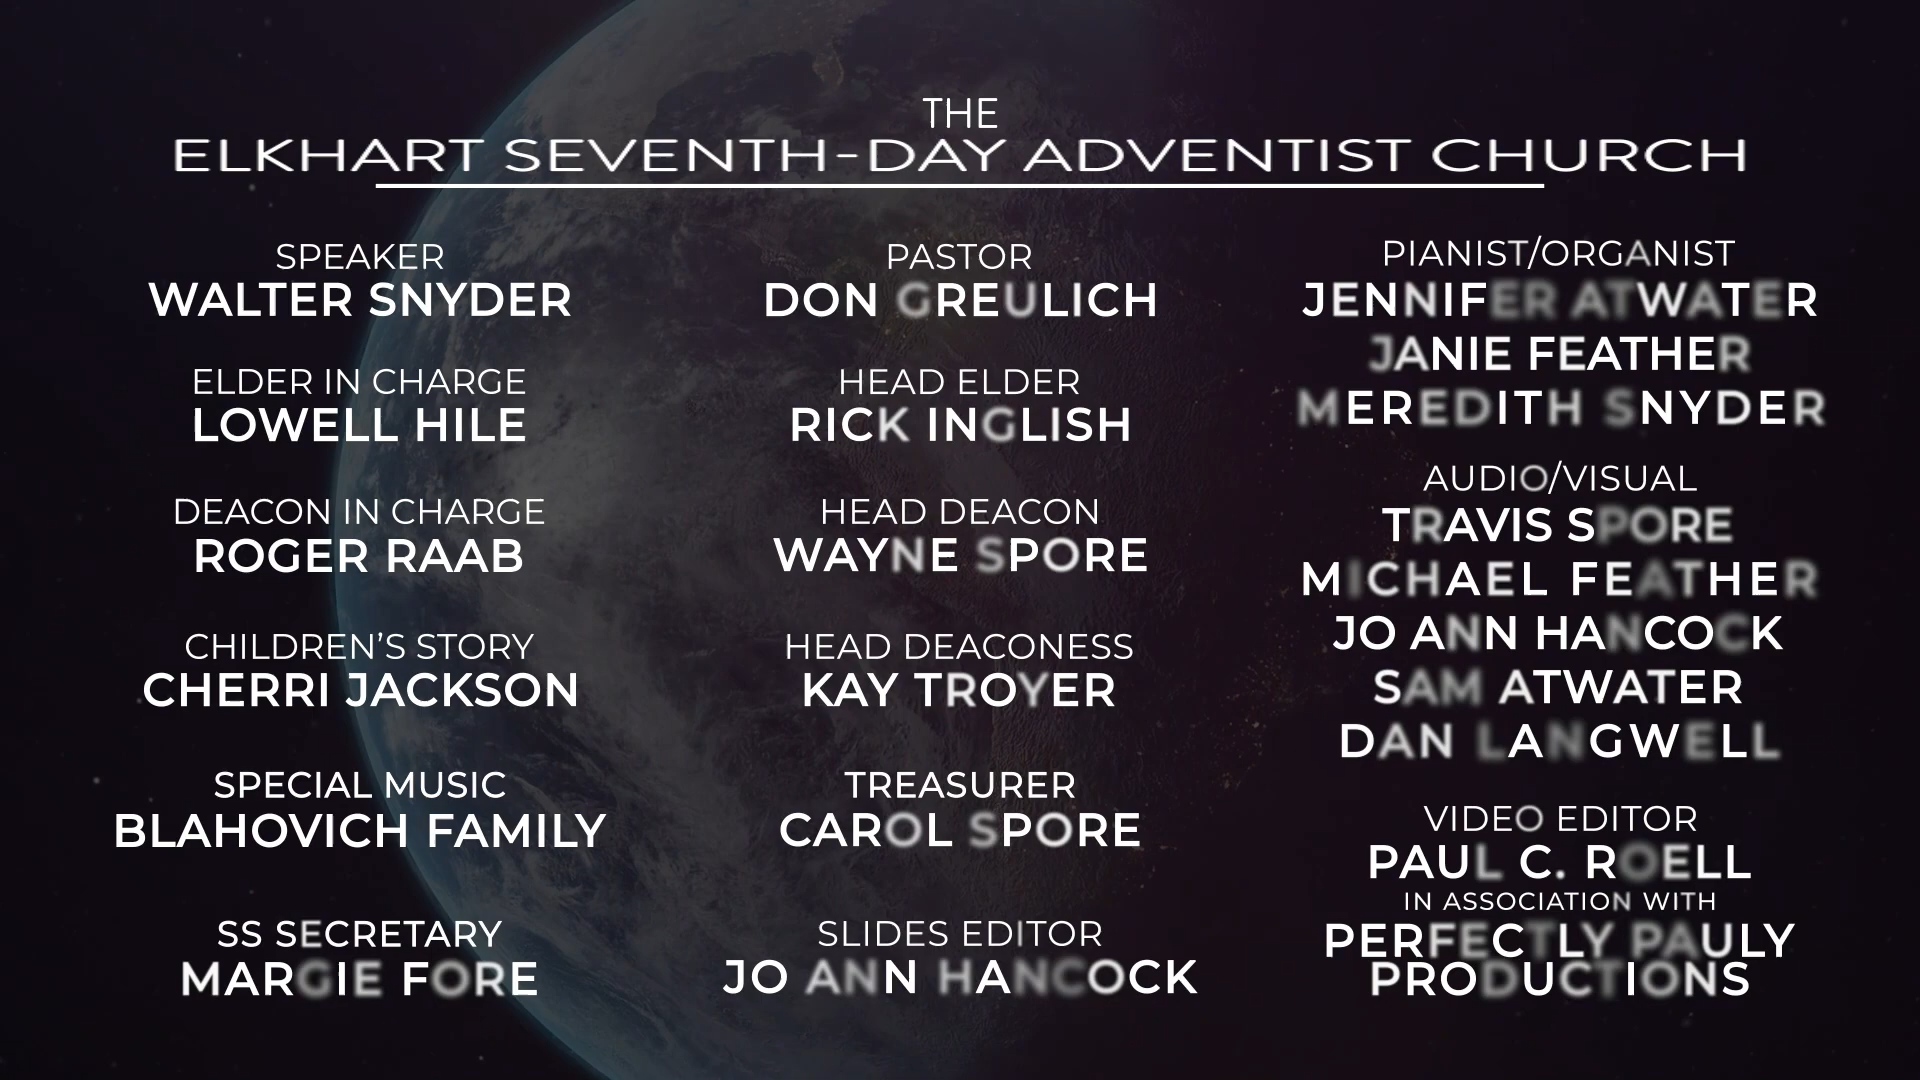 THE
ELKHART SEVENTH-DAY ADVENTIST CHURCH
SPEAKER
WALTER SNYDER
ELDER IN CHARGE
LOWELL HILE
DEACON IN CHARGE
ROGER RAAB
CHILDREN'S STORY
CHERRI JACKSON
SPECIAL MUSIC
BLAHOVICH FAMILY
SS SECRETARY
MARGIE FORE
PASTOR
DON GREULICH
HEAD ELDER
RICK INGLISH
HEAD DEACON
WAYNE SPORE
HEAD DEACONESS
KAY TROYER
TREASURER
CAROL SPORE
SLIDES EDITOR
JO ANN HANCOCK
PIANIST/ORGANIST
JENNIFER ATWATER
JANIE FEATHER
MEREDITH SNYDER
AUDIO/VISUAL
TRAVIS SPORE
MICHAEL FEATHER
JO ANN HANCOCK
SAM ATWATER
DAN LANGWELL
VIDEO EDITOR
PAUL C. ROELL
IN ASSOCIATION WITH
PERFECTLY PAULY
PRODUCTIONS